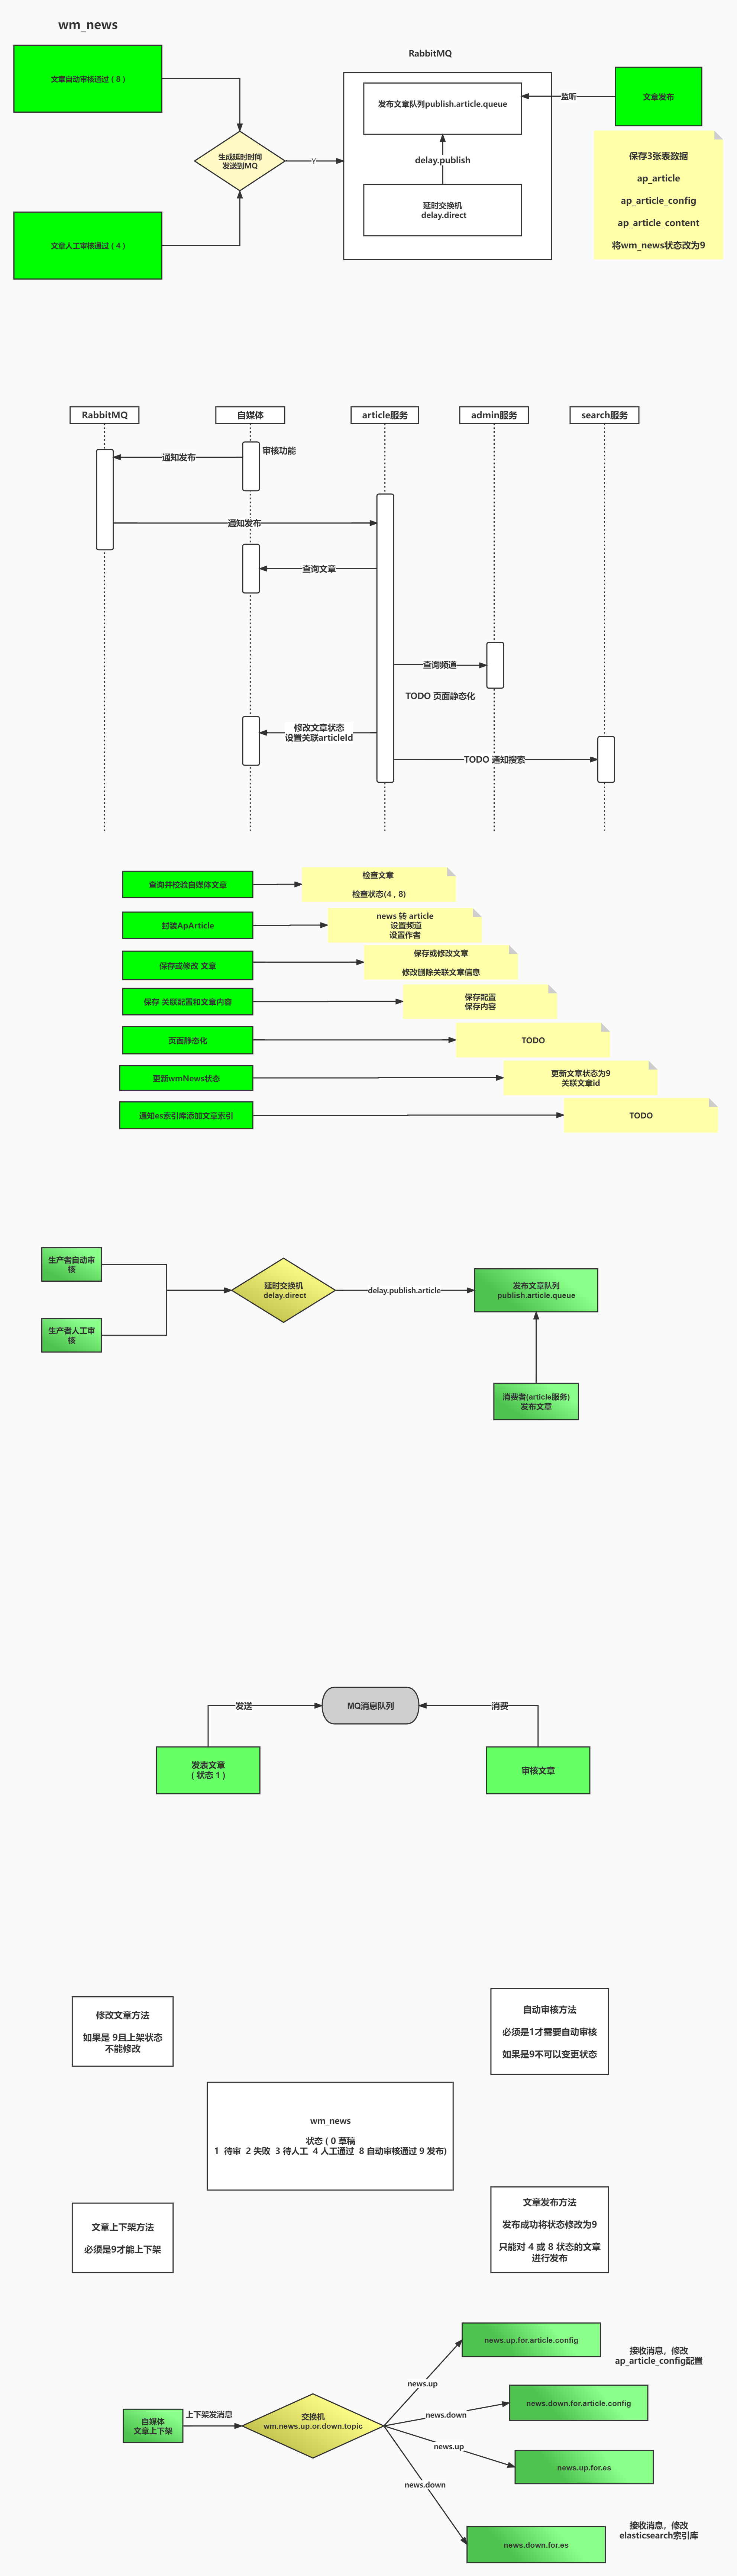 wm_news
文章自动审核通过 ( 8 )
生成延时时间
发送到MQ
Y
文章人工审核通过 ( 4 )
RabbitMQ
发布文章队列publish.article.queue
delay.publish
延时交换机
delay.direct
监听
文章发布
保存3张表数据
ap_article
ap_article_config
ap_article_content
将wm_news状态改为9
RabbitMQ
自媒体
article服务
admin服务
search服务
审核功能
通知发布
通知发布
查询文章
查询频道
TODO 页面静态化
修改文章状态
设置关联articleId
TODO 通知搜索
查询并校验自媒体文章
检查文章
检查状态(4 , 8)
封装ApArticle
news 转 article
设置频道
设置作者
保存或修改 文章
保存或修改文章
修改删除关联文章信息
保存 关联配置和文章内容
保存配置
保存内容
页面静态化
TODO
更新wmNews状态
更新文章状态为9
关联文章id
通知es索引库添加文章索引
TODO
生产者自动审
核
生产者人工审
核
延时交换机
delay.direct
delay.publish.article
发布文章队列
publish.article.queue
消费者(article服务)
发布文章
发送
MQ消息队列
消费
发表文章
( 状态 1 )
审核文章
修改文章方法
如果是 9且上架状态
不能修改
自动审核方法
必须是1才需要自动审核
如果是9不可以变更状态
wm_news
状态 ( 0 草稿
1 待审 2 失败 3 待人工 4 人工通过 8 自动审核通过 9 发布)
文章上下架方法
必须是9才能上下架
文章发布方法
发布成功将状态修改为9
只能对 4 或 8 状态的文章
进行发布
自媒体
文章上下架
上下架发消息
交换机
wm.news.up.or.down.topic
news.up
news.down
news.up
news.down
news.up.for.article.config
news.down.for.article.config
news.up.for.es
news.down.for.es
接收消息，修改
ap_article_config配置
接收消息，修改
elasticsearch索引库